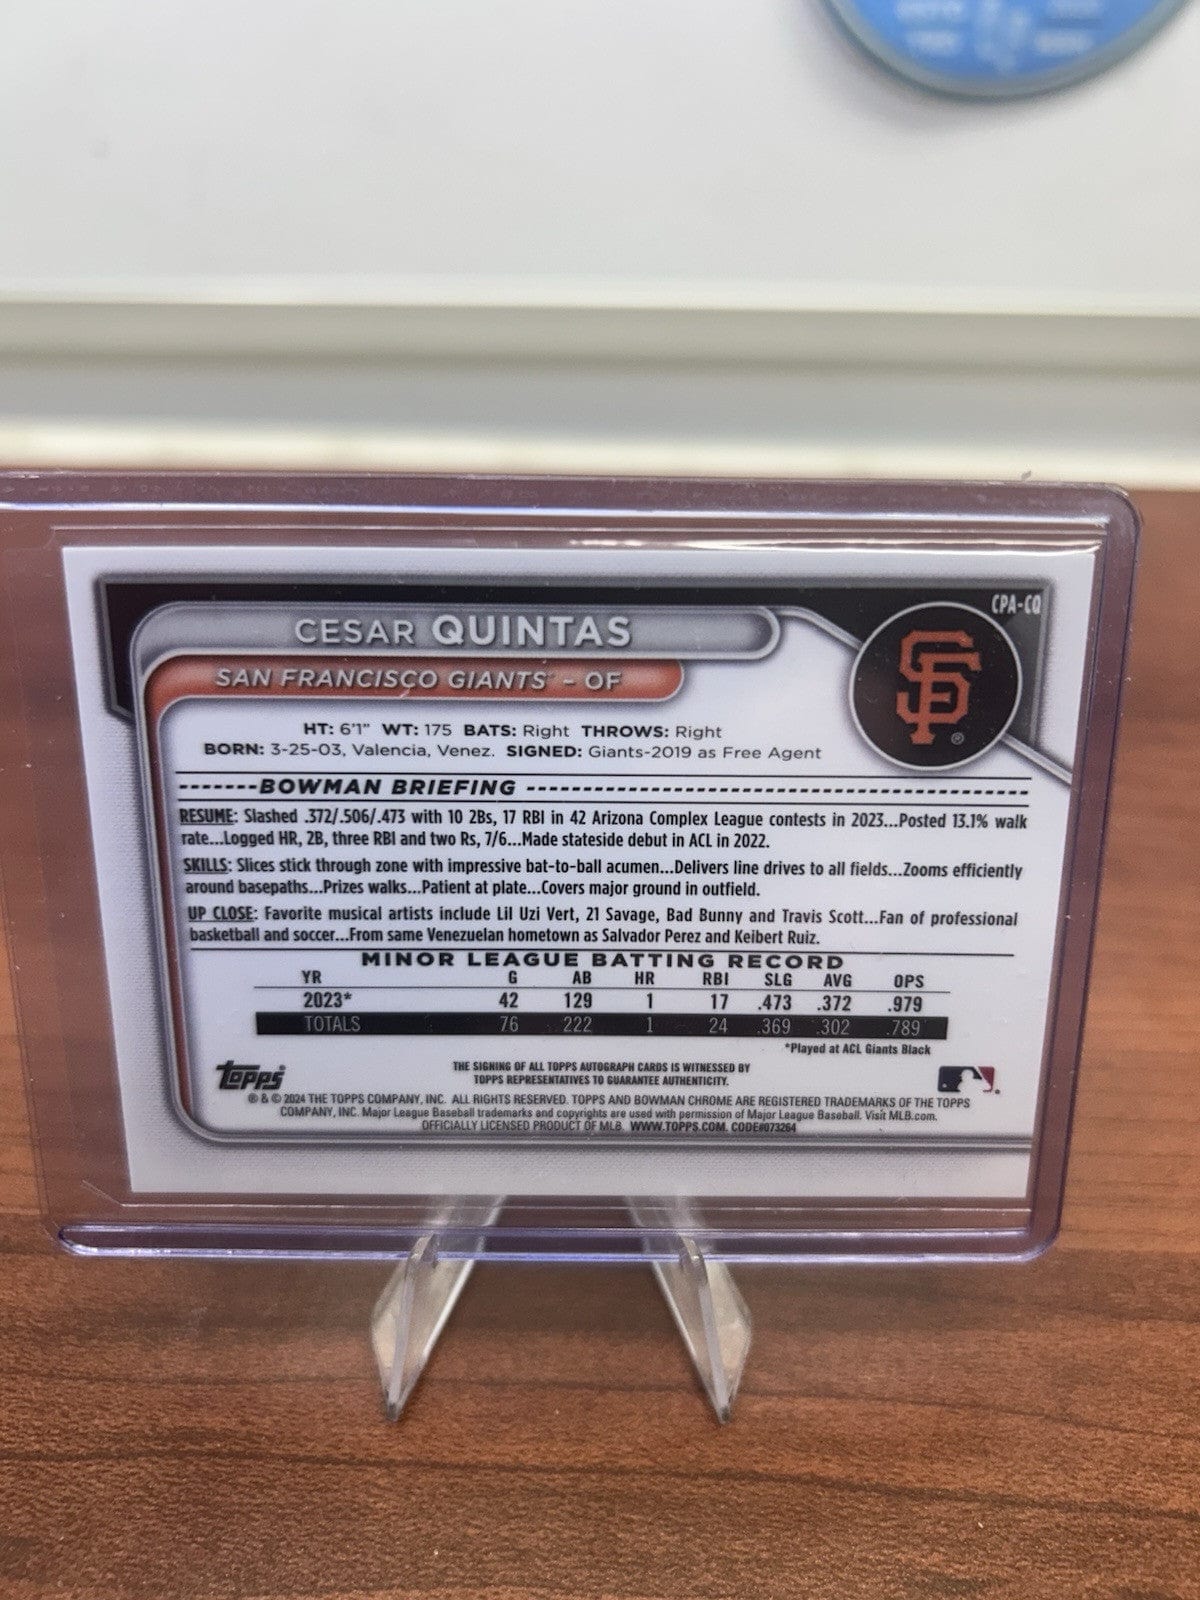 CPA-CQ
CESAR QUINTAS
SAN FRANCISCO GIANTS™ – OF
SF®
HT: 6'1" WT: 175 BATS: Right THROWS: Right
BORN: 3-25-03, Valencia, Venez. SIGNED: Giants-2019 as Free Agent
-------BOWMAN BRIEFING ----------------------------------------
RESUME: Slashed .372/.506/.473 with 10 2Bs, 17 RBI in 42 Arizona Complex League contests in 2023...Posted 13.1% walk
rate...Logged HR, 2B, three RBI and two Rs, 7/6...Made stateside debut in ACL in 2022.
SKILLS: Slices stick through zone with impressive bat-to-ball acumen...Delivers line drives to all fields...Zooms efficiently
around basepaths...Prizes walks...Patient at plate...Covers major ground in outfield.
UP CLOSE: Favorite musical artists include Lil Uzi Vert, 21 Savage, Bad Bunny and Travis Scott...Fan of professional
basketball and soccer...From same Venezuelan hometown as Salvador Perez and Keibert Ruiz.
MINOR LEAGUE BATTING RECORD
YR G AB HR RBI SLG AVG OPS
2023* 42 129 1 17 .473 .372 .979
TOTALS 76 222 1 24 .369 .302 .789
*Played at ACL Giants Black
Topps
THE SIGNING OF ALL TOPPS AUTOGRAPH CARDS IS WITNESSED BY
TOPPS REPRESENTATIVES TO GUARANTEE AUTHENTICITY.
® & © 2024 THE TOPPS COMPANY, INC. ALL RIGHTS RESERVED. TOPPS AND BOWMAN CHROME ARE REGISTERED TRADEMARKS OF THE TOPPS
COMPANY, INC. Major League Baseball trademarks and copyrights are used with permission of Major League Baseball. Visit MLB.com.
OFFICIALLY LICENSED PRODUCT OF MLB. WWW.TOPPS.COM. CODE#073264